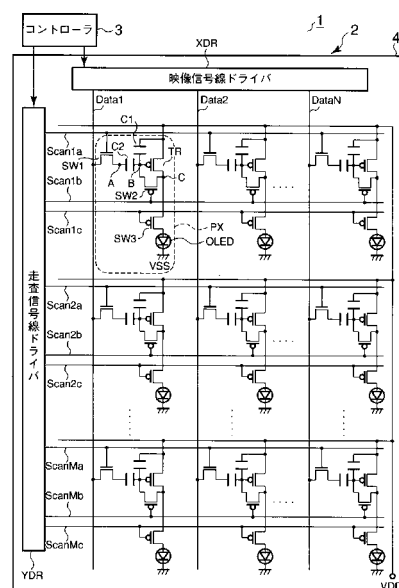 コントローラ 3
1
2
4
XDR
映像信号線ドライバ
Data1 Data2 DataN
C1
Scan1a
C2
TR
SW1
A B C
Scan1b
SW2
Scan1c
SW3
PX
OLED
VSS
走査信号線ドライバ
Scan2a
Scan2b
Scan2c
ScanMa
ScanMb
ScanMc
YDR
VDD